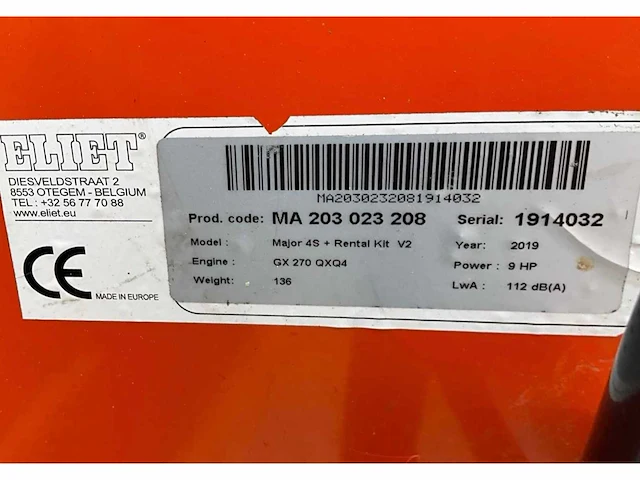 ELIET®
DIESVELDSTRAAT 2
8553 OTEGEM - BELGIUM
TEL : +32 56 77 70 88
www.eliet.eu
CE
MADE IN EUROPE
MA2030232081914032
Prod. code: MA 203 023 208 Serial: 1914032
Model : Major 4S + Rental Kit V2 Year : 2019
Engine : GX 270 QXQ4 Power : 9 HP
Weight: 136 LwA : 112 dB(A)